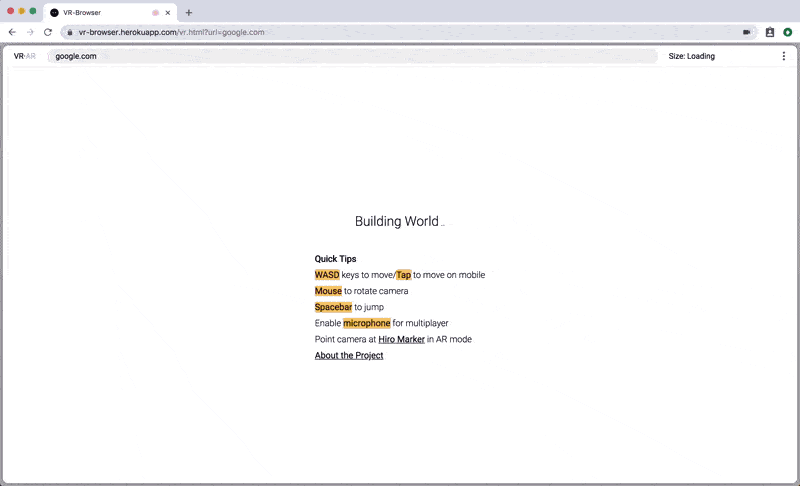 VR-Browser
vr-browser.herokuapp.com/vr.html?url=google.com
VR·AR google.com Size: Loading
Building World ..
Quick Tips
WASD keys to move/Tap to move on mobile
Mouse to rotate camera
Spacebar to jump
Enable microphone for multiplayer
Point camera at Hiro Marker in AR mode
About the Project